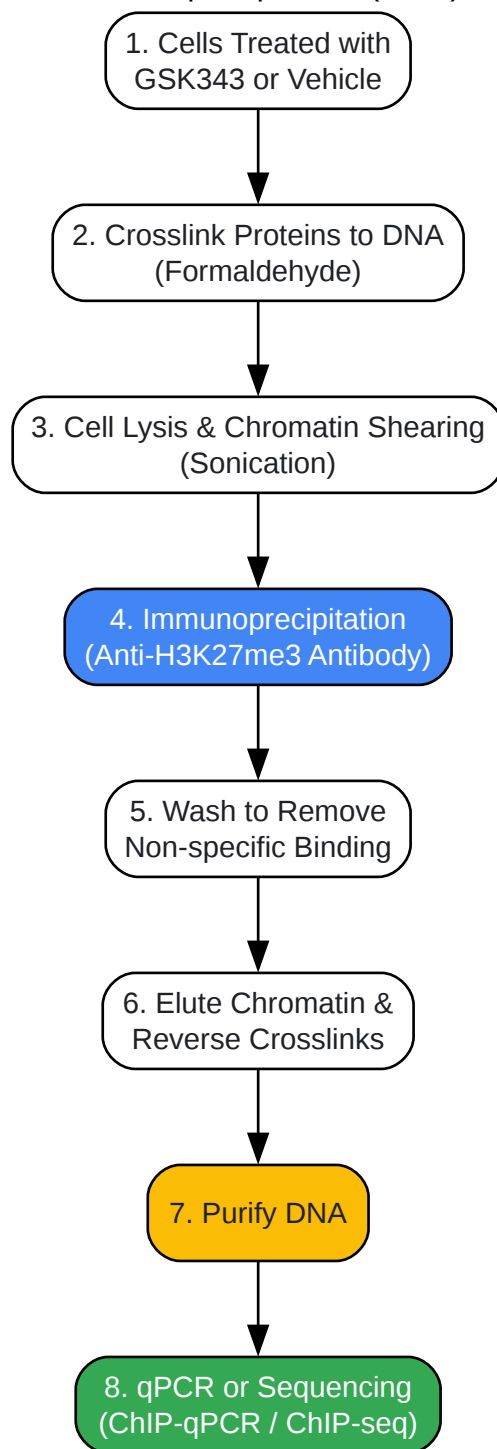 1. Cells Treated with
GSK343 or Vehicle
2. Crosslink Proteins to DNA
(Formaldehyde)
3. Cell Lysis & Chromatin Shearing
(Sonication)
4. Immunoprecipitation
(Anti-H3K27me3 Antibody)
5. Wash to Remove
Non-specific Binding
6. Elute Chromatin &
Reverse Crosslinks
7. Purify DNA
8. qPCR or Sequencing
(ChIP-qPCR / ChIP-seq)